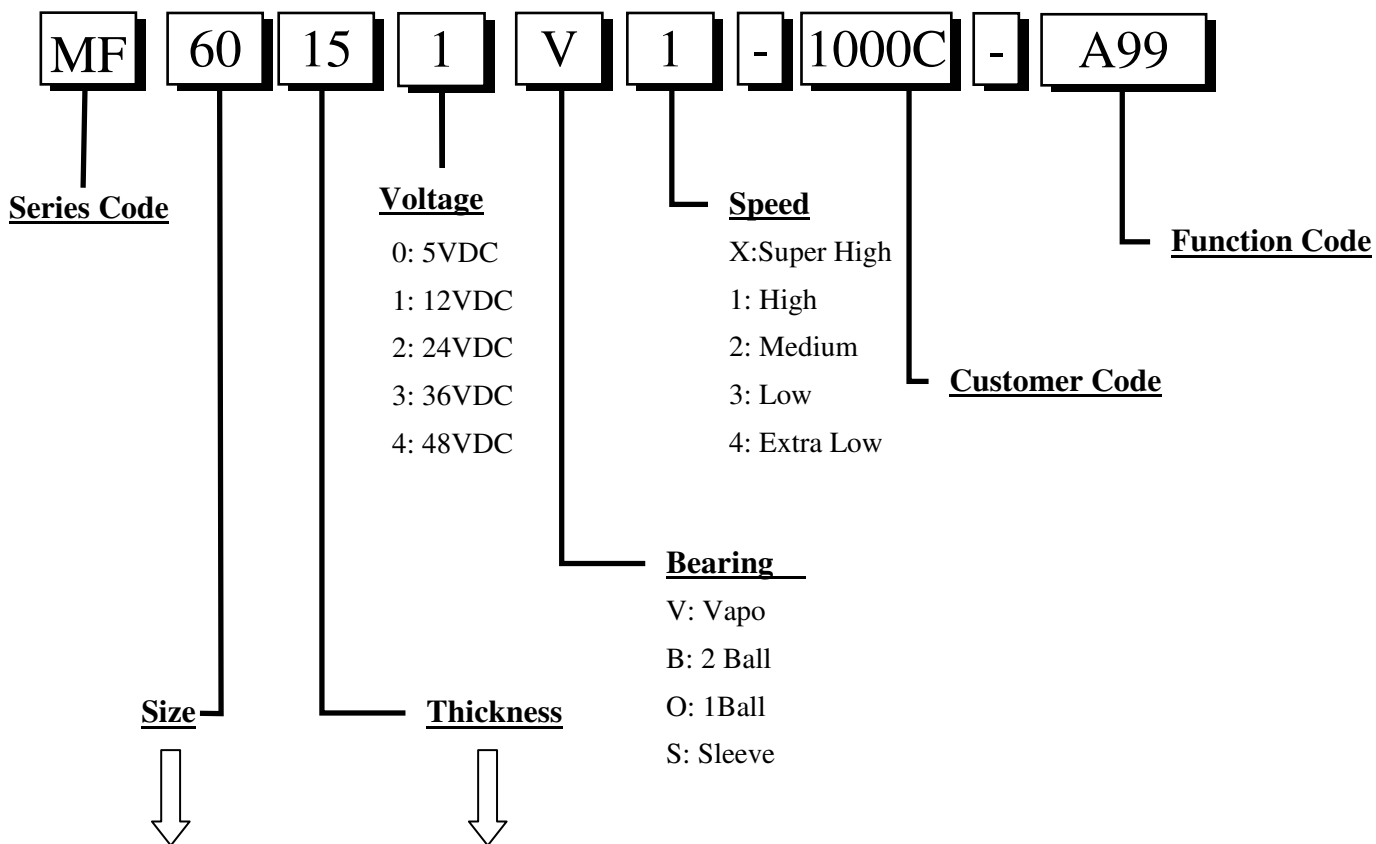 MF 60 15 1 V 1 - 1000C - A99
Series Code
Voltage
0: 5VDC
1: 12VDC
2: 24VDC
3: 36VDC
4: 48VDC
Speed
X:Super High
1: High
2: Medium
3: Low
4: Extra Low
Function Code
Customer Code
Bearing
V: Vapo
B: 2 Ball
O: 1Ball
S: Sleeve
Size
Thickness